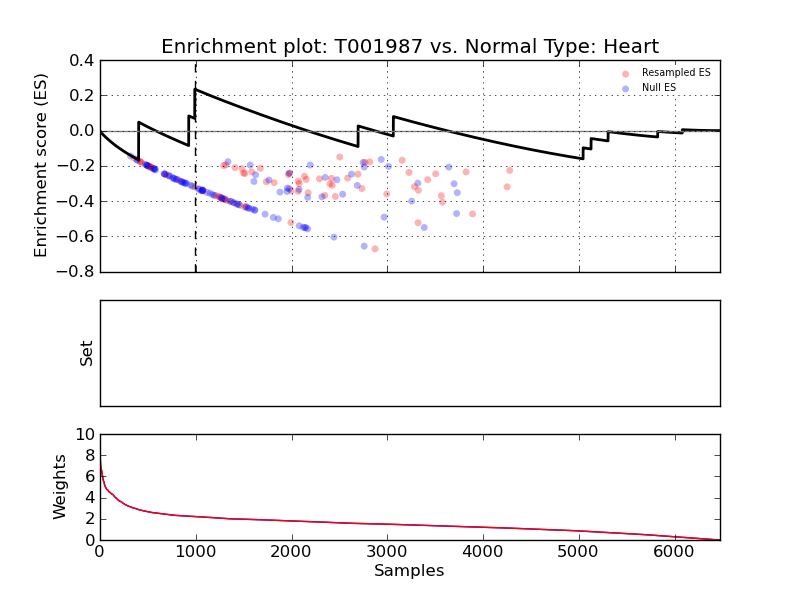 Enrichment plot: T001987 vs. Normal Type: Heart
Enrichment score (ES)
0.4
0.2
0.0
−0.2
−0.4
−0.6
−0.8
Resampled ES
Null ES
Set
Weights
10
8
6
4
2
0
0 1000 2000 3000 4000 5000 6000
Samples